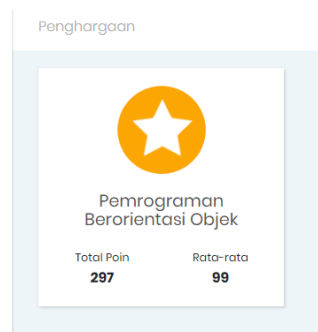 Penghargaan
Pemrograman
Berorientasi Objek
Total Poin Rata-rata
297 99